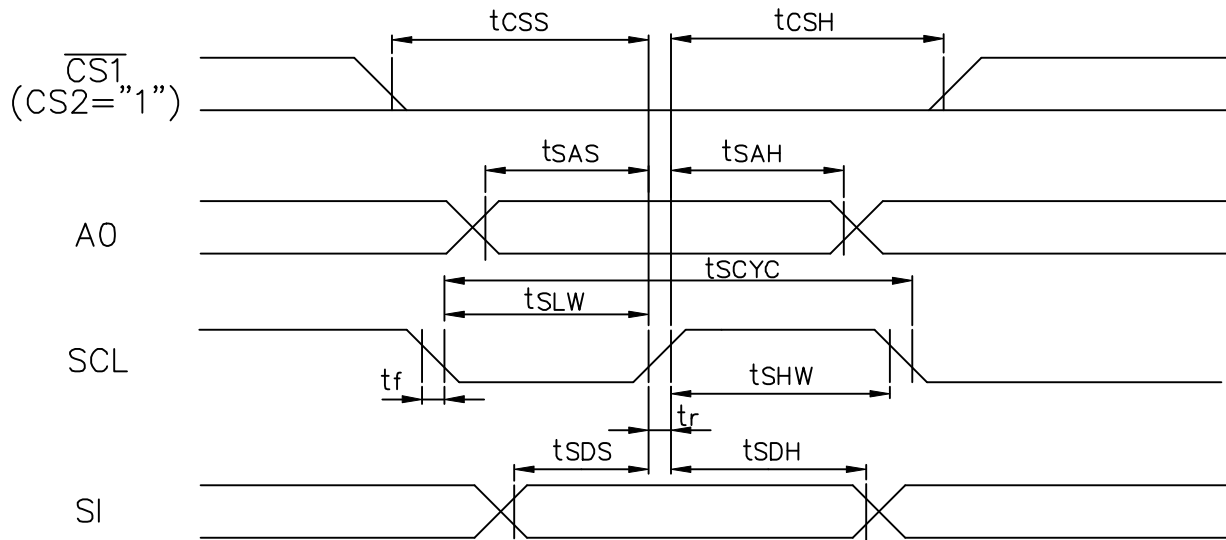 tCSS
tCSH
CS1
(CS2="1")
tSAS
tSAH
A0
tSCYC
tSLW
SCL
tf
tSHW
tr
tSDS
tSDH
SI